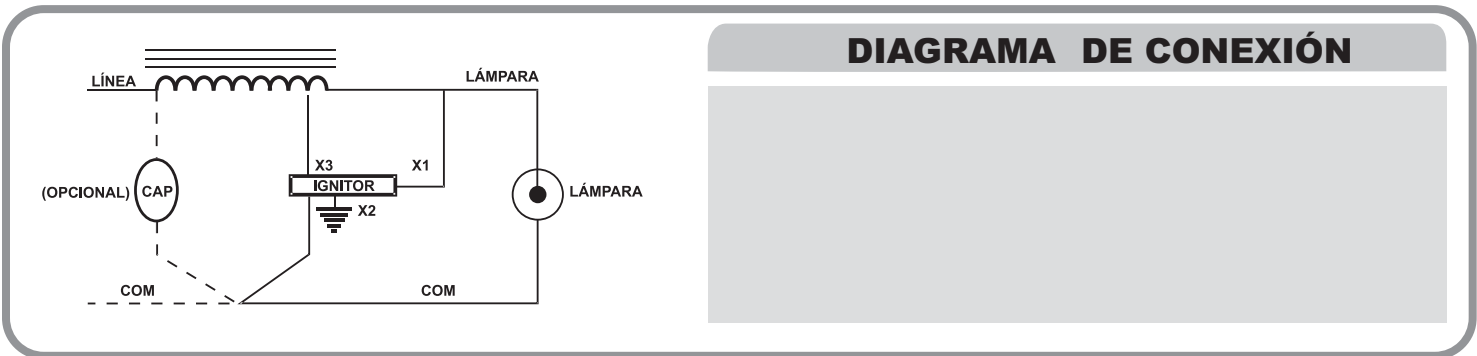 DIAGRAMA DE CONEXIÓN
LÍNEA
LÁMPARA
X3
X1
(OPCIONAL)
CAP
IGNITOR
LÁMPARA
X2
COM
COM